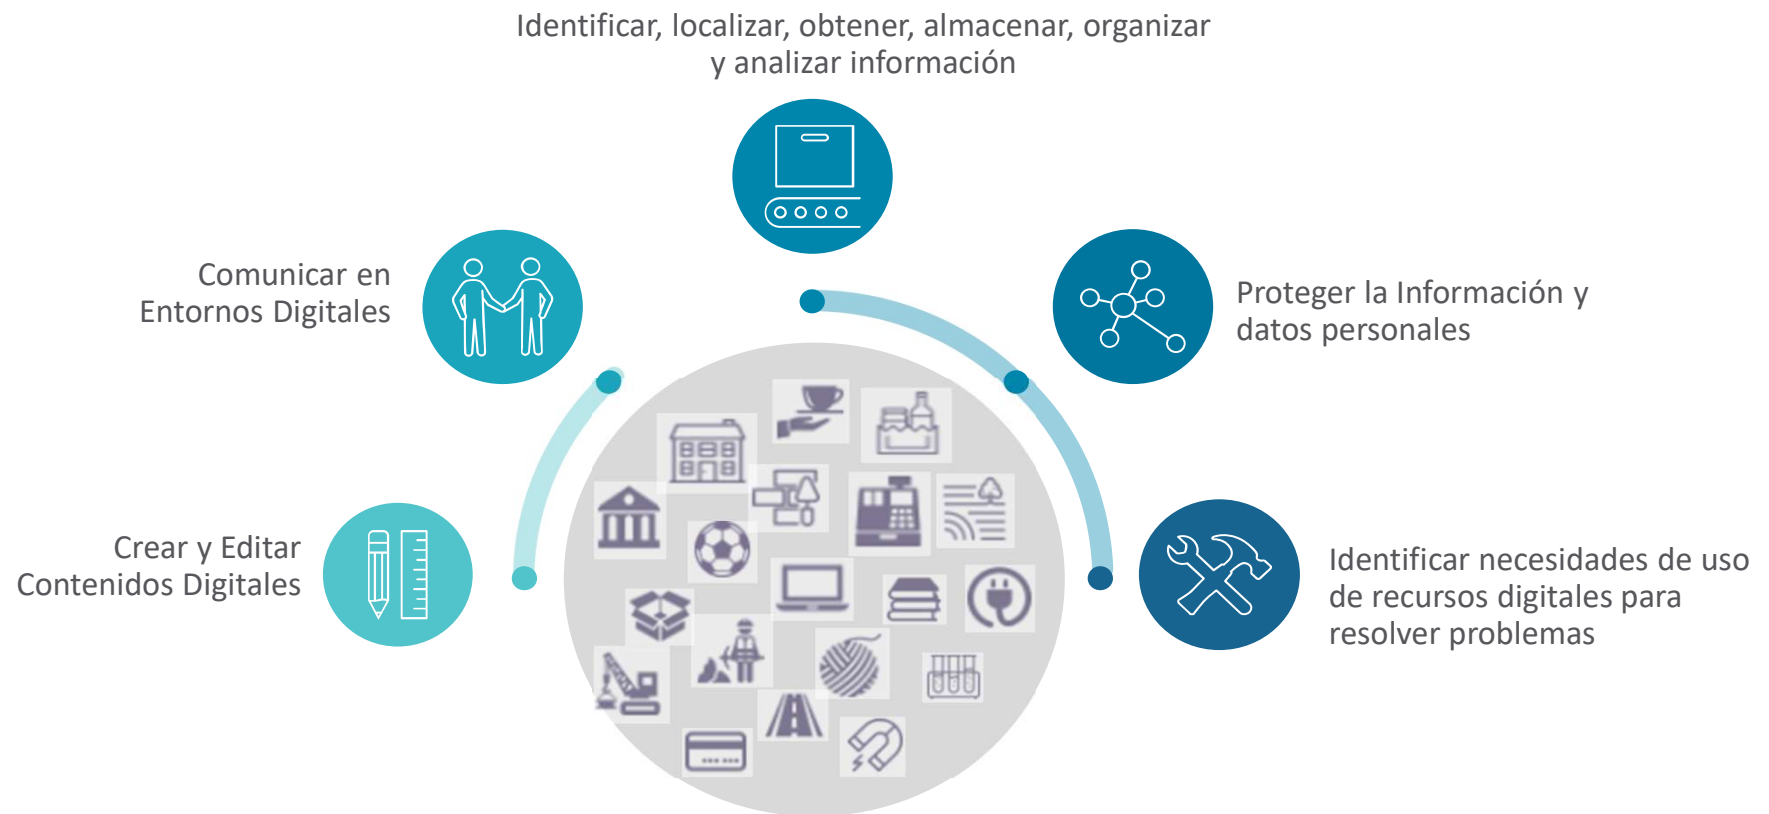 Identificar, localizar, obtener, almacenar, organizar
y analizar información
Comunicar en
Entornos Digitales
Proteger la Información y
datos personales
Crear y Editar
Contenidos Digitales
Identificar necesidades de uso
de recursos digitales para
resolver problemas